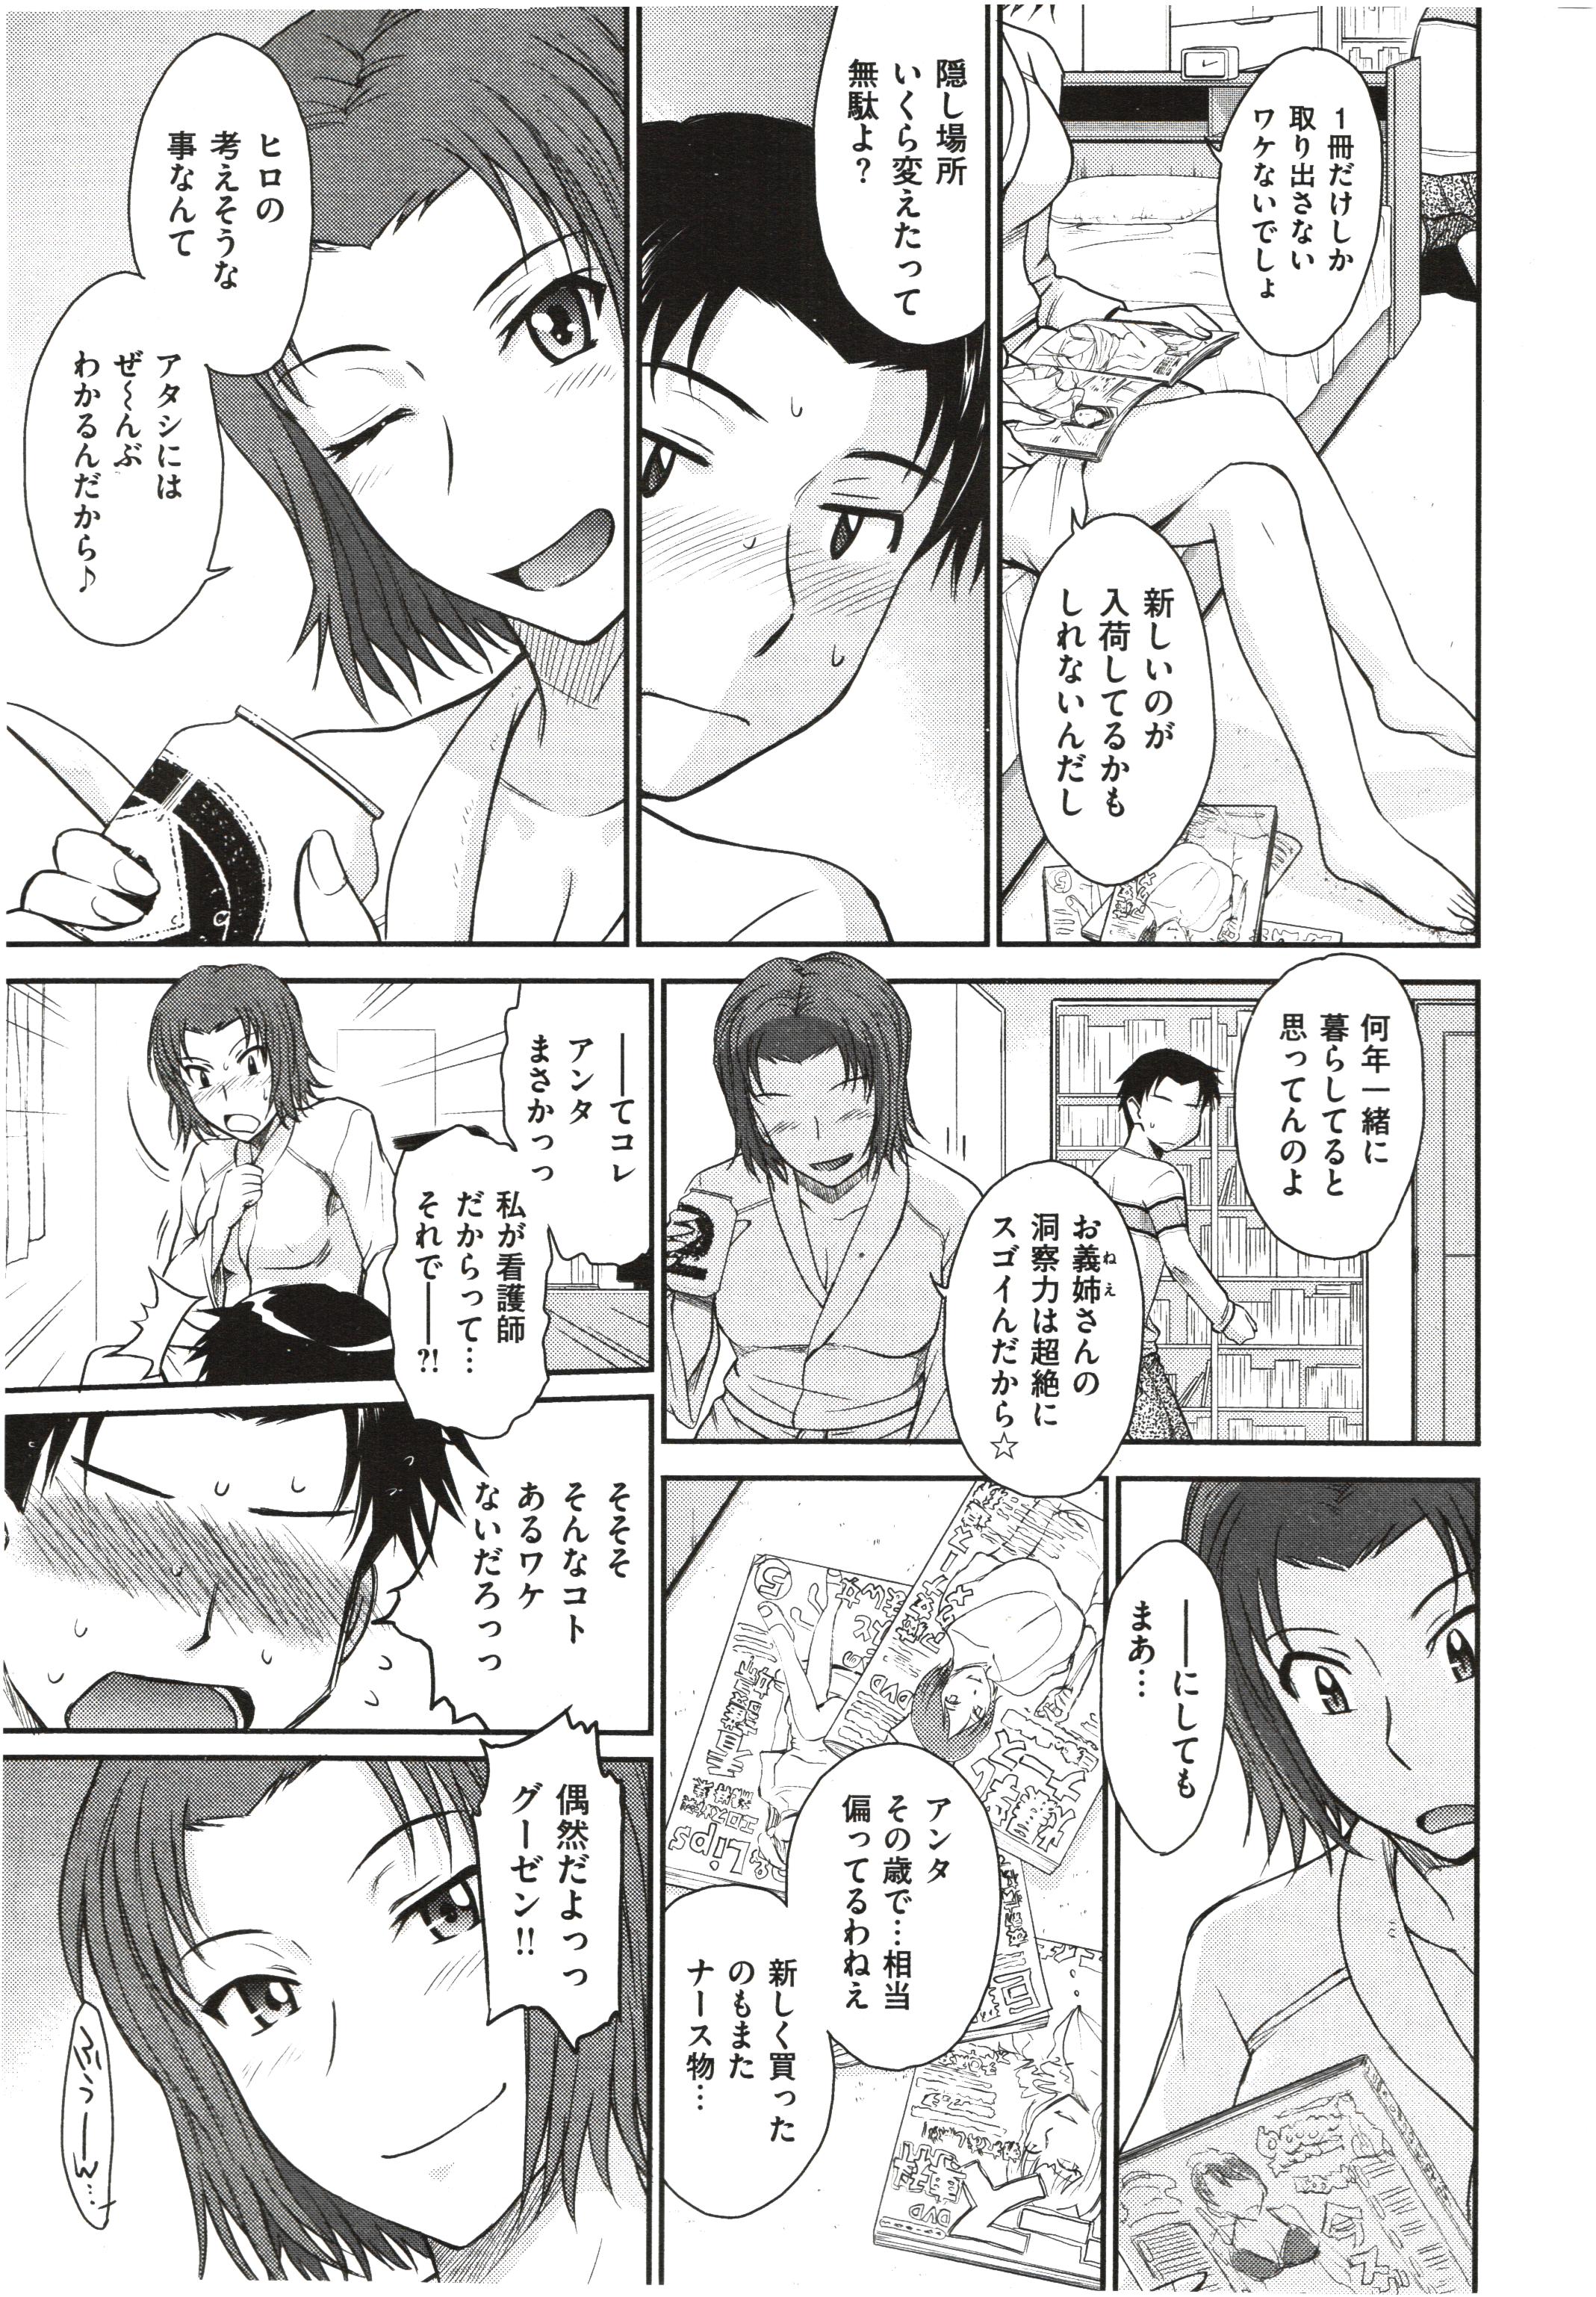 1冊だけしか
取り出さない
ワケないでしょ
新しいのが
入荷してるかも
しれないんだし
隠し場所
いくら変えたって
無駄よ?
ヒロの
考えそうな
事なんて
アタシには
ぜ〜んぶ
わかるんだから♪
何年一緒に
暮らしてると
思ってんのよ
お義姉さんの
ねえ
洞察力は超絶に
スゴイんだから☆
――にしても
まあ…
アンタ
その歳で…相当
偏ってるわねえ
新しく買った
のもまた
ナース物…
――てコレ
アンタ
まさかっっ
私が看護師
だからって…
それで――?!
そそそ
そんなコト
あるワケ
ないだろっっ
偶然だよっっ
グーゼン!!
ふぅーん…
DVD
5
Lips
DVD